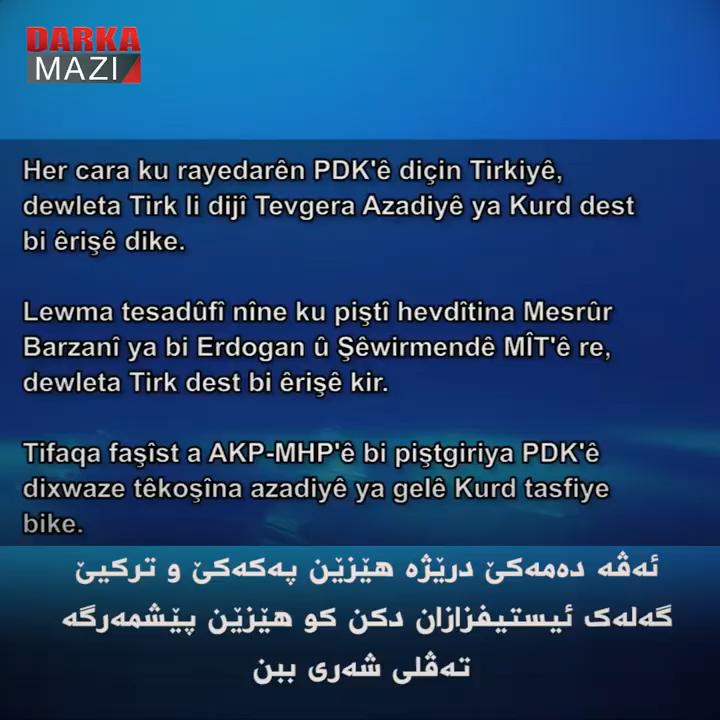 DARKA
MAZI
Her cara ku rayedarên PDK'ê diçin Tirkiyê,
dewleta Tirk li dijî Tevgera Azadiyê ya Kurd dest
bi êrişê dike.
Lewma tesadûfî nîne ku piştî hevdîtina Mesrûr
Barzanî ya bi Erdogan û Şêwirmendê MÎT'ê re,
dewleta Tirk dest bi êrişê kir.
Tifaqa faşîst a AKP-MHP'ê bi piştgiriya PDK'ê
dixwaze têkoşîna azadiyê ya gelê Kurd tasfiye
bike.
ئەڤە دەمەکێ درێژە هێزێن پەکەکێ و ترکیێ
گەلەک ئیستیفزازان دکن کو هێزێن پێشمەرگە
تەڤلی شەری ببن